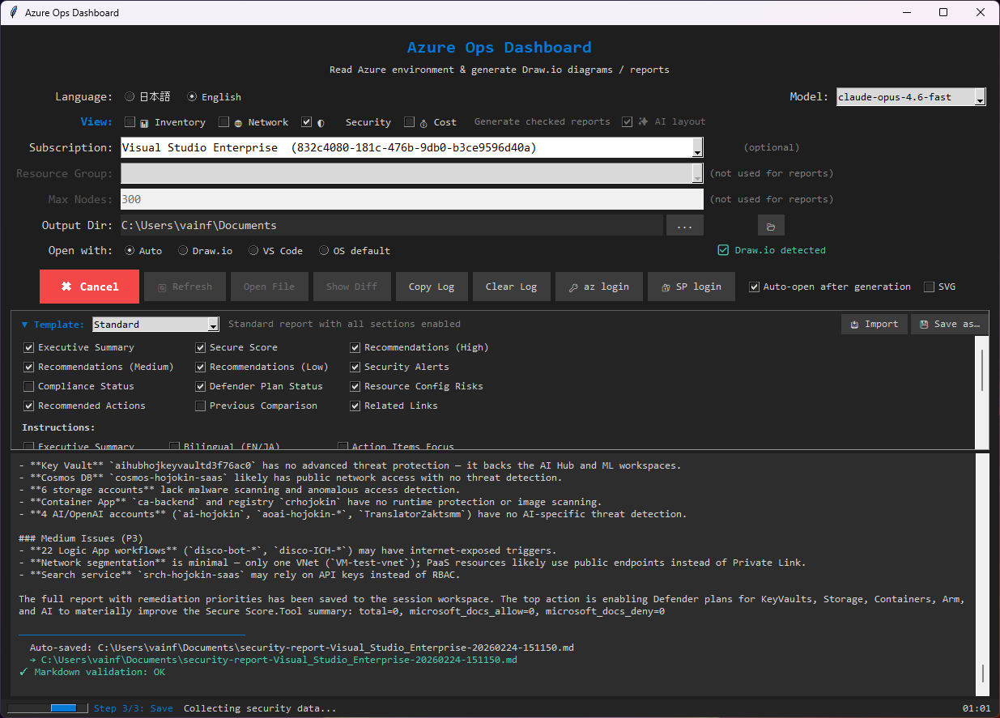 Azure Ops Dashboard
Azure Ops Dashboard
Read Azure environment & generate Draw.io diagrams / reports
Language: 日本語 English Model: claude-opus-4.6-fast
View: Inventory Network Security Cost Generate checked reports AI layout
Subscription: Visual Studio Enterprise (832c4080-181c-476b-9db0-b3ce9596d40a) (optional)
Resource Group: (not used for reports)
Max Nodes: 300 (not used for reports)
Output Dir: C:\Users\vainf\Documents ...
Open with: Auto Draw.io VS Code OS default Draw.io detected
✖ Cancel Refresh Open File Show Diff Copy Log Clear Log az login SP login Auto-open after generation SVG
▼ Template: Standard Standard report with all sections enabled Import Save as…
Executive Summary Secure Score Recommendations (High)
Recommendations (Medium) Recommendations (Low) Security Alerts
Compliance Status Defender Plan Status Resource Config Risks
Recommended Actions Previous Comparison Related Links
Instructions:
Executive Summary Bilingual (EN/JA) Action Items Focus
- **Key Vault** `aihubhojkeyvaultd3f76ac0` has no advanced threat protection — it backs the AI Hub and ML workspaces.
- **Cosmos DB** `cosmos-hojokin-saas` likely has public network access with no threat detection.
- **6 storage accounts** lack malware scanning and anomalous access detection.
- **Container App** `ca-backend` and registry `crhojokin` have no runtime protection or image scanning.
- **4 AI/OpenAI accounts** (`ai-hojokin`, `aoai-hojokin-*`, `TranslatorZaktsmm`) have no AI-specific threat detection.
### Medium Issues (P3)
- **22 Logic App workflows** (`disco-bot-*`, `disco-ICH-*`) may have internet-exposed triggers.
- **Network segmentation** is minimal — only one VNet (`VM-test-vnet`); PaaS resources likely use public endpoints instead of Private Link.
- **Search service** `srch-hojokin-saas` may rely on API keys instead of RBAC.
The full report with remediation priorities has been saved to the session workspace. The top action is enabling Defender plans for KeyVaults, Storage, Containers, Arm,
and AI to materially improve the Secure Score.Tool summary: total=0, microsoft_docs_allow=0, microsoft_docs_deny=0
Auto-saved: C:\Users\vainf\Documents\security-report-Visual_Studio_Enterprise-20260224-151150.md
→ C:\Users\vainf\Documents\security-report-Visual_Studio_Enterprise-20260224-151150.md
✓ Markdown validation: OK
Step 3/3: Save Collecting security data... 01:01